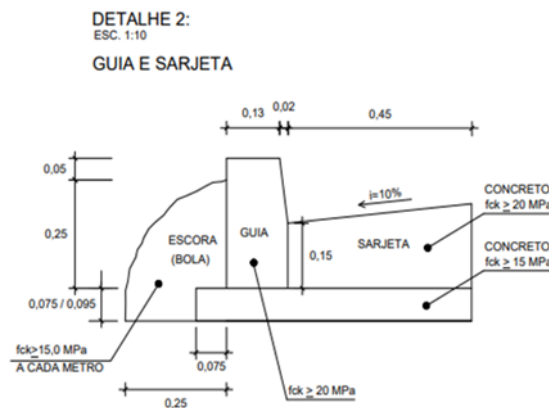 DETALHE 2:
ESC. 1:10
GUIA E SARJETA
0,13
0,02
0,45
0,05
0,25
0,075 / 0,095
ESCORA
(BOLA)
GUIA
i=10%
SARJETA
0,15
CONCRETO
fck ≥ 20 MPa
CONCRETO
fck ≥ 15 MPa
fck≥15,0 MPa
A CADA METRO
0,075
0,25
fck ≥ 20 MPa